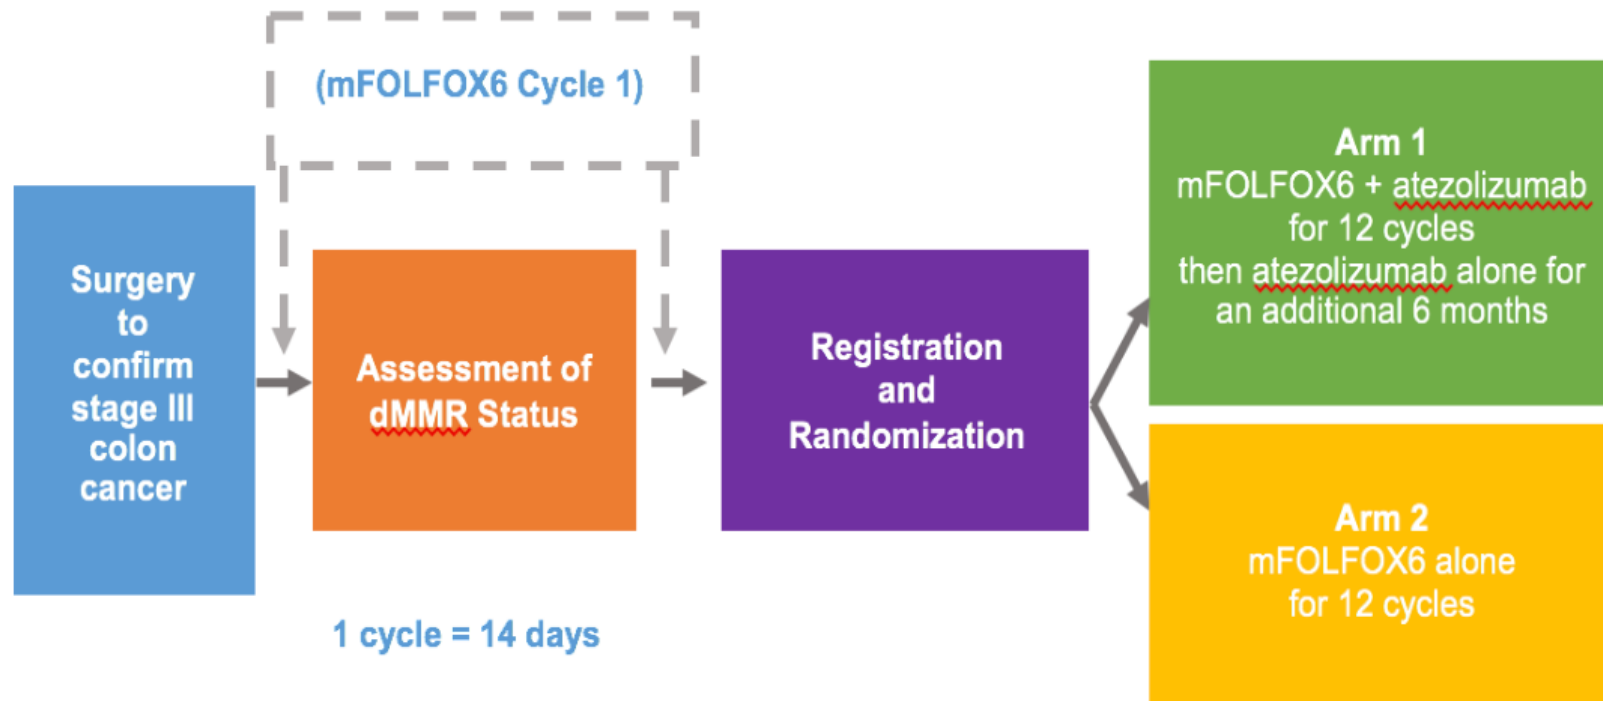 (mFOLFOX6 Cycle 1)
Surgery
to
confirm
stage III
colon
cancer
Assessment of
dMMR Status
1 cycle = 14 days
Registration
and
Randomization
Arm 1
mFOLFOX6 + atezolizumab
for 12 cycles
then atezolizumab alone for
an additional 6 months
Arm 2
mFOLFOX6 alone
for 12 cycles